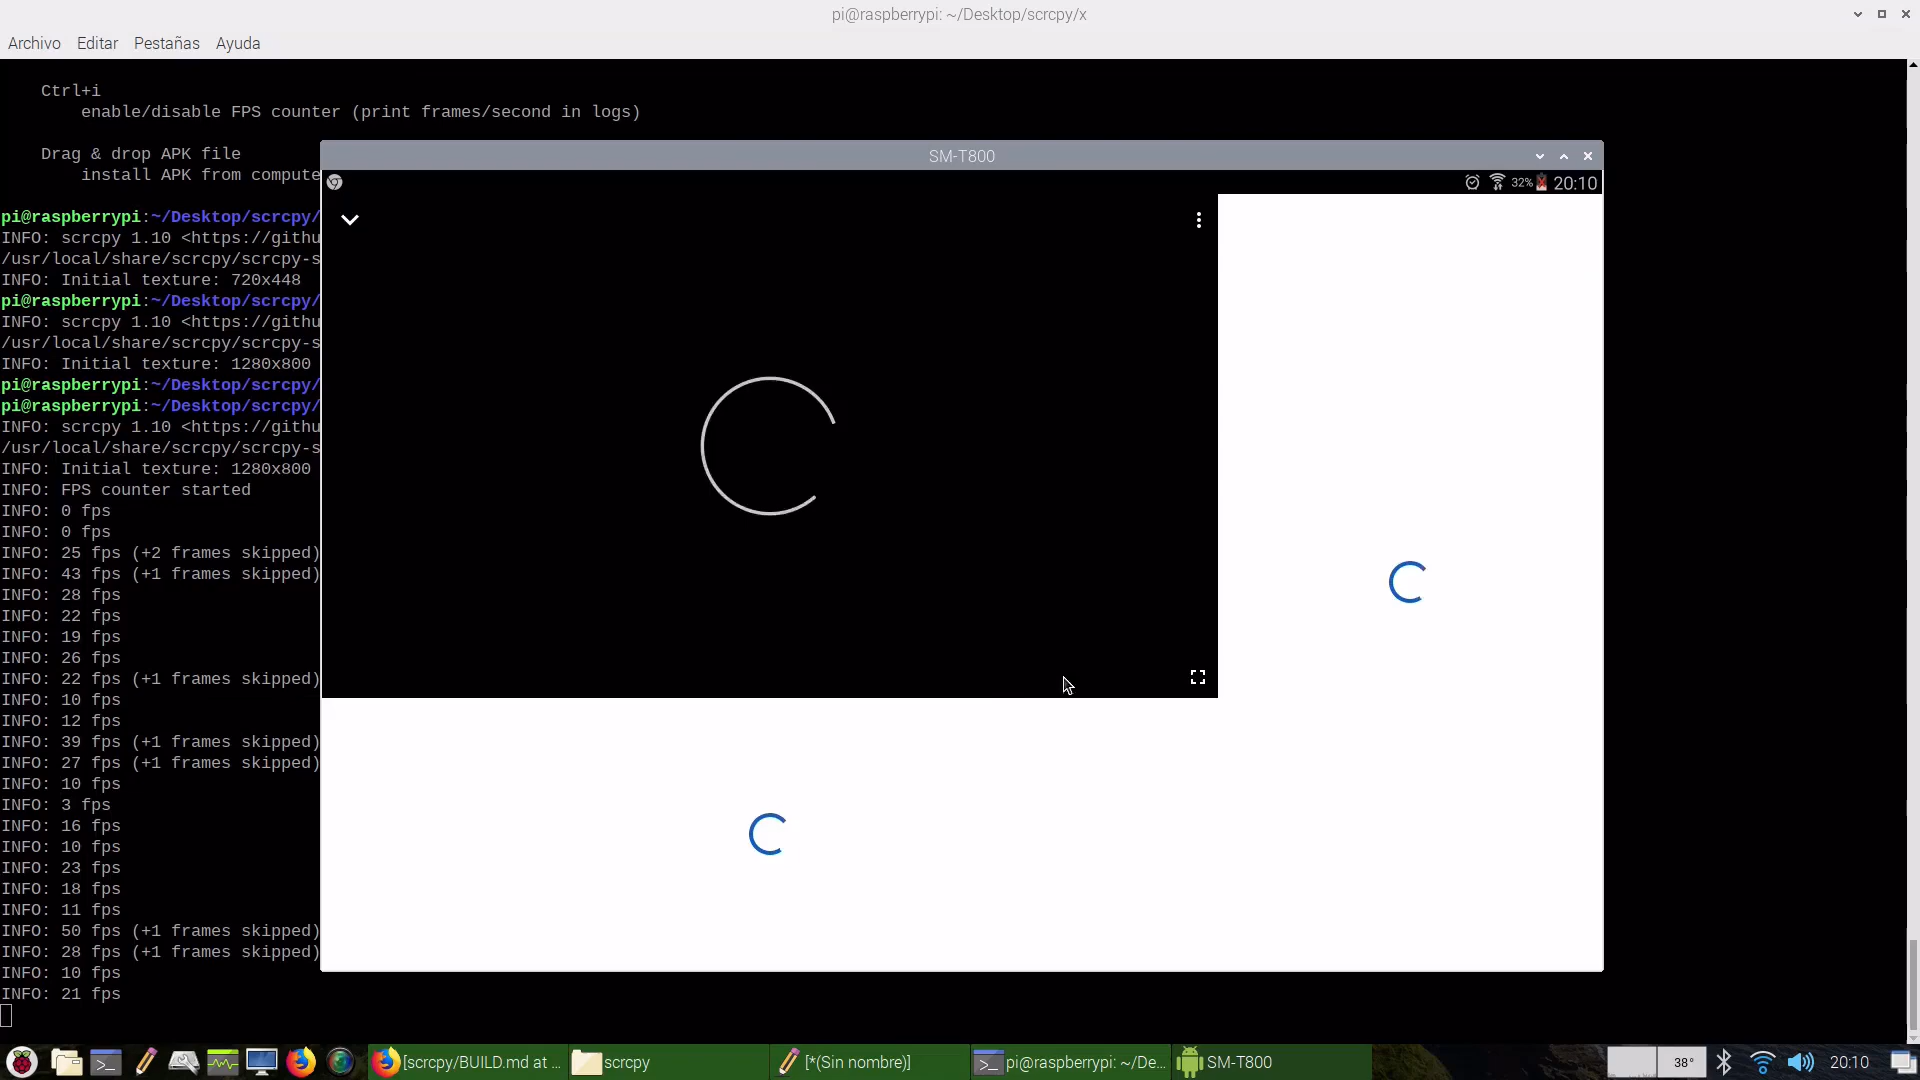 pi@raspberrypi: ~/Desktop/scrcpy/x
Archivo Editar Pestañas Ayuda
Ctrl+i
enable/disable FPS counter (print frames/second in logs)
Drag & drop APK file
install APK from compute
pi@raspberrypi:~/Desktop/scrcpy/
INFO: scrcpy 1.10 <https://githu
/usr/local/share/scrcpy/scrcpy-s
INFO: Initial texture: 720x448
pi@raspberrypi:~/Desktop/scrcpy/
INFO: scrcpy 1.10 <https://githu
/usr/local/share/scrcpy/scrcpy-s
INFO: Initial texture: 1280x800
pi@raspberrypi:~/Desktop/scrcpy/
pi@raspberrypi:~/Desktop/scrcpy/
INFO: scrcpy 1.10 <https://githu
/usr/local/share/scrcpy/scrcpy-s
INFO: Initial texture: 1280x800
INFO: FPS counter started
INFO: 0 fps
INFO: 0 fps
INFO: 25 fps (+2 frames skipped)
INFO: 43 fps (+1 frames skipped)
INFO: 28 fps
INFO: 22 fps
INFO: 19 fps
INFO: 26 fps
INFO: 22 fps (+1 frames skipped)
INFO: 10 fps
INFO: 12 fps
INFO: 39 fps (+1 frames skipped)
INFO: 27 fps (+1 frames skipped)
INFO: 10 fps
INFO: 3 fps
INFO: 16 fps
INFO: 10 fps
INFO: 23 fps
INFO: 18 fps
INFO: 11 fps
INFO: 50 fps (+1 frames skipped)
INFO: 28 fps (+1 frames skipped)
INFO: 10 fps
INFO: 21 fps
SM-T800
32% 20:10
[scrcpy/BUILD.md at ... scrcpy [*(Sin nombre)] pi@raspberrypi: ~/De... SM-T800 38° 20:10